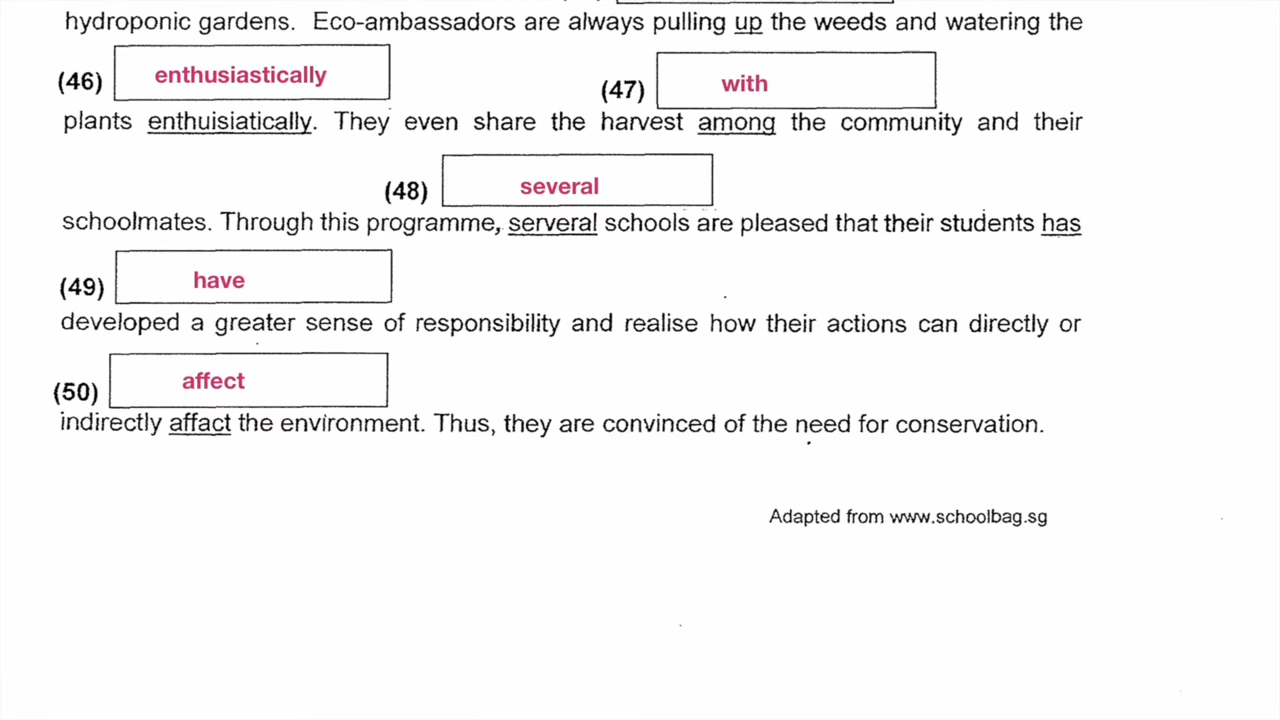 hydroponic gardens. Eco-ambassadors are always pulling up the weeds and watering the
(46) enthusiastically (47) with
plants enthuisiatically. They even share the harvest among the community and their
(48) several
schoolmates. Through this programme, serveral schools are pleased that their students has
(49) have
developed a greater sense of responsibility and realise how their actions can directly or
(50) affect
indirectly affact the environment. Thus, they are convinced of the need for conservation.
Adapted from www.schoolbag.sg